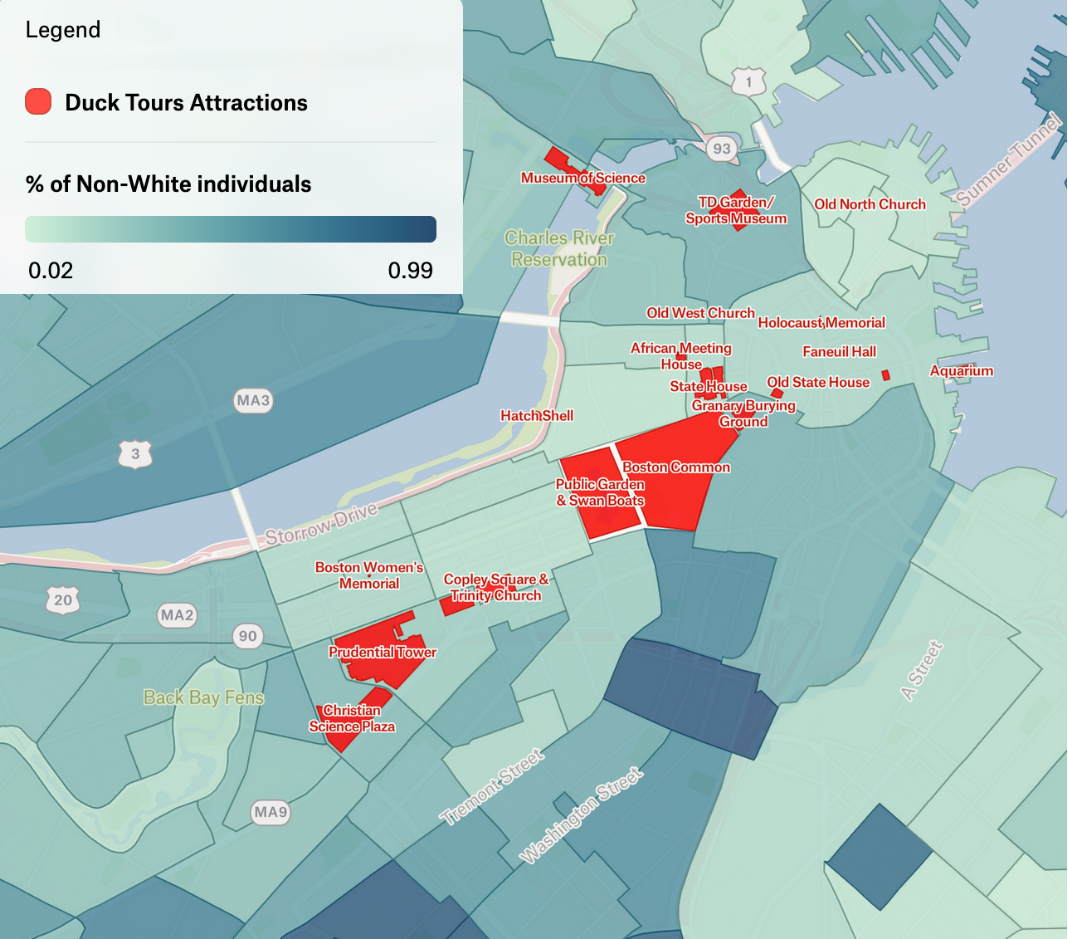 Legend
Duck Tours Attractions
% of Non-White individuals
0.02
0.99
1
93
Sumner Tunnel
Museum of Science
TD Garden/
Sports Museum
Old North Church
Charles River
Reservation
Old West Church
Holocaust Memorial
African Meeting
House
Faneuil Hall
Aquarium
State House
Old State House
Granary Burying
Ground
MA3
Hatch Shell
3
Boston Common
Public Garden
& Swan Boats
Storrow Drive
Boston Women's
Memorial
Copley Square &
Trinity Church
20
MA2
90
Prudential Tower
A Street
Back Bay Fens
Christian
Science Plaza
Tremont Street
Washington Street
MA9